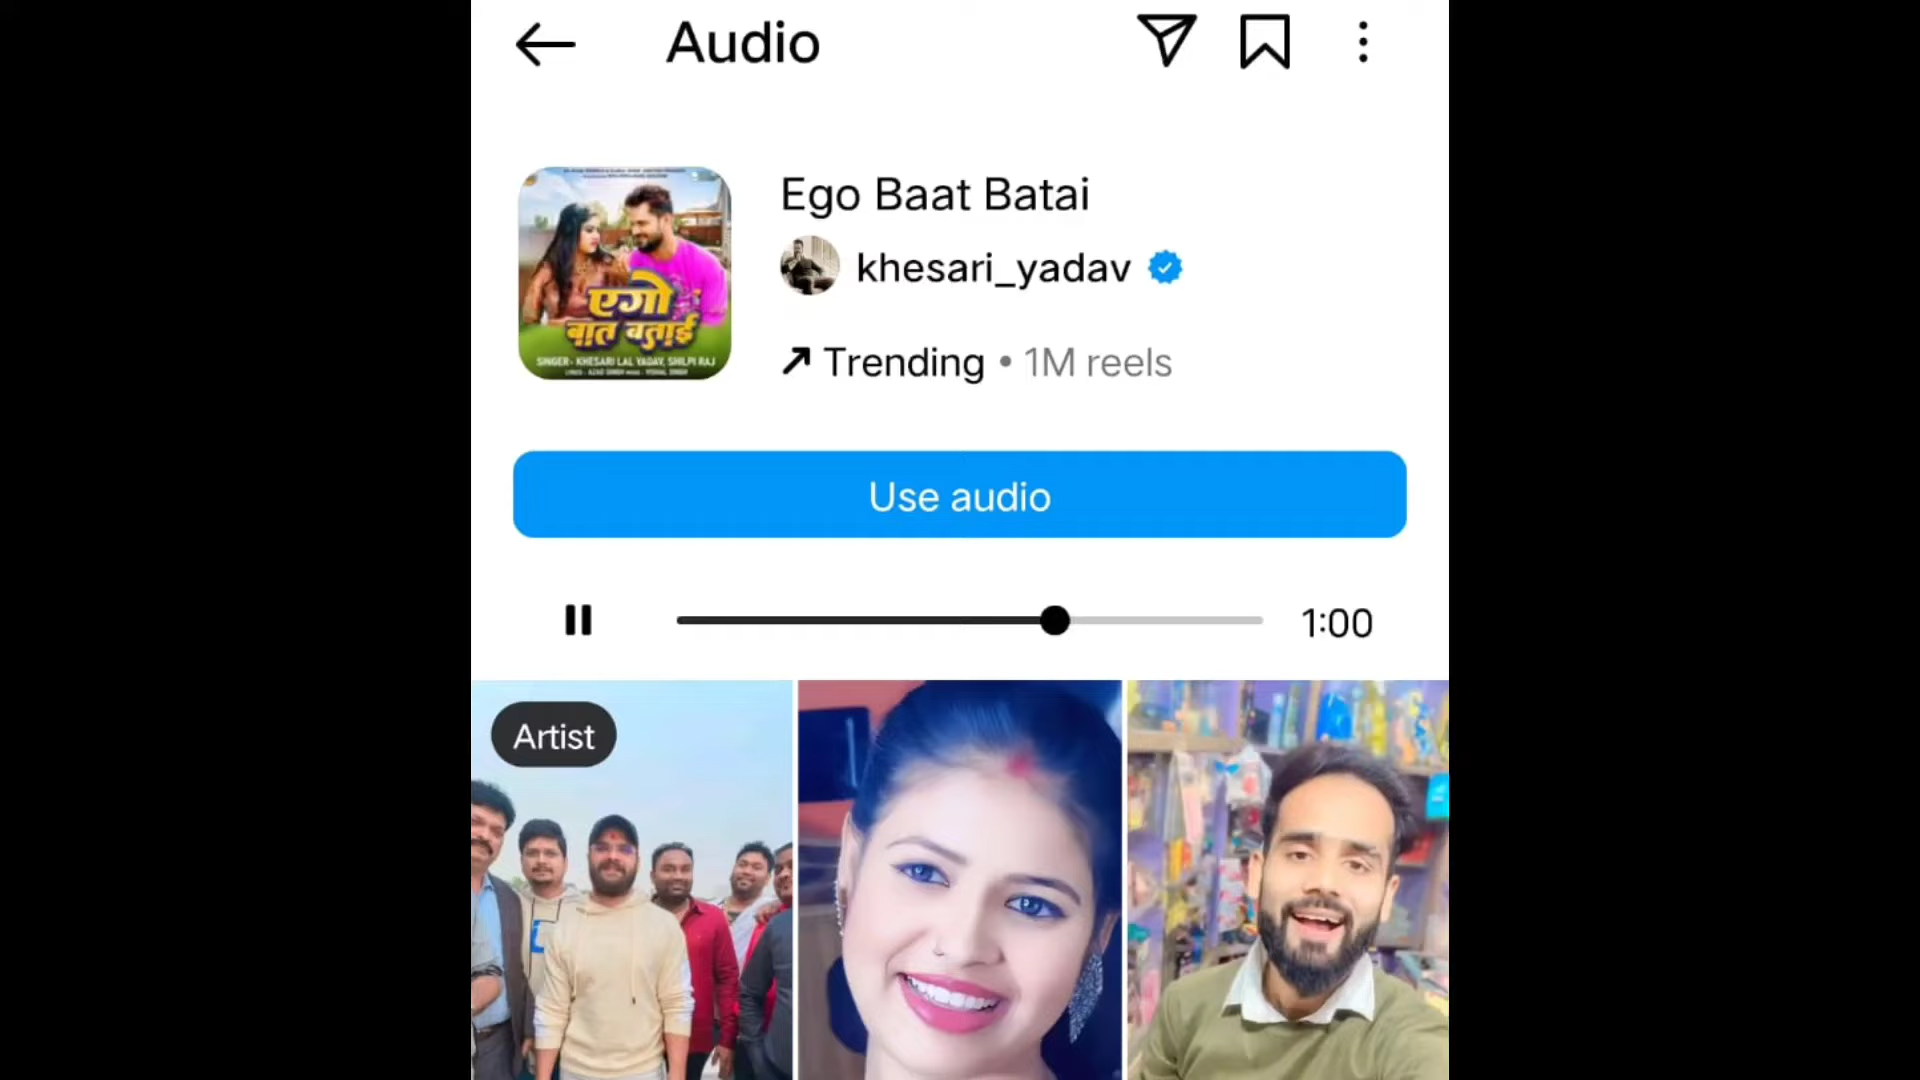 Audio
Ego Baat Batai
khesari_yadav
Trending • 1M reels
एगो
बात बताई
SINGER- KHESARI LAL YADAV, SHILPI RAJ
Use audio
1:00
Artist